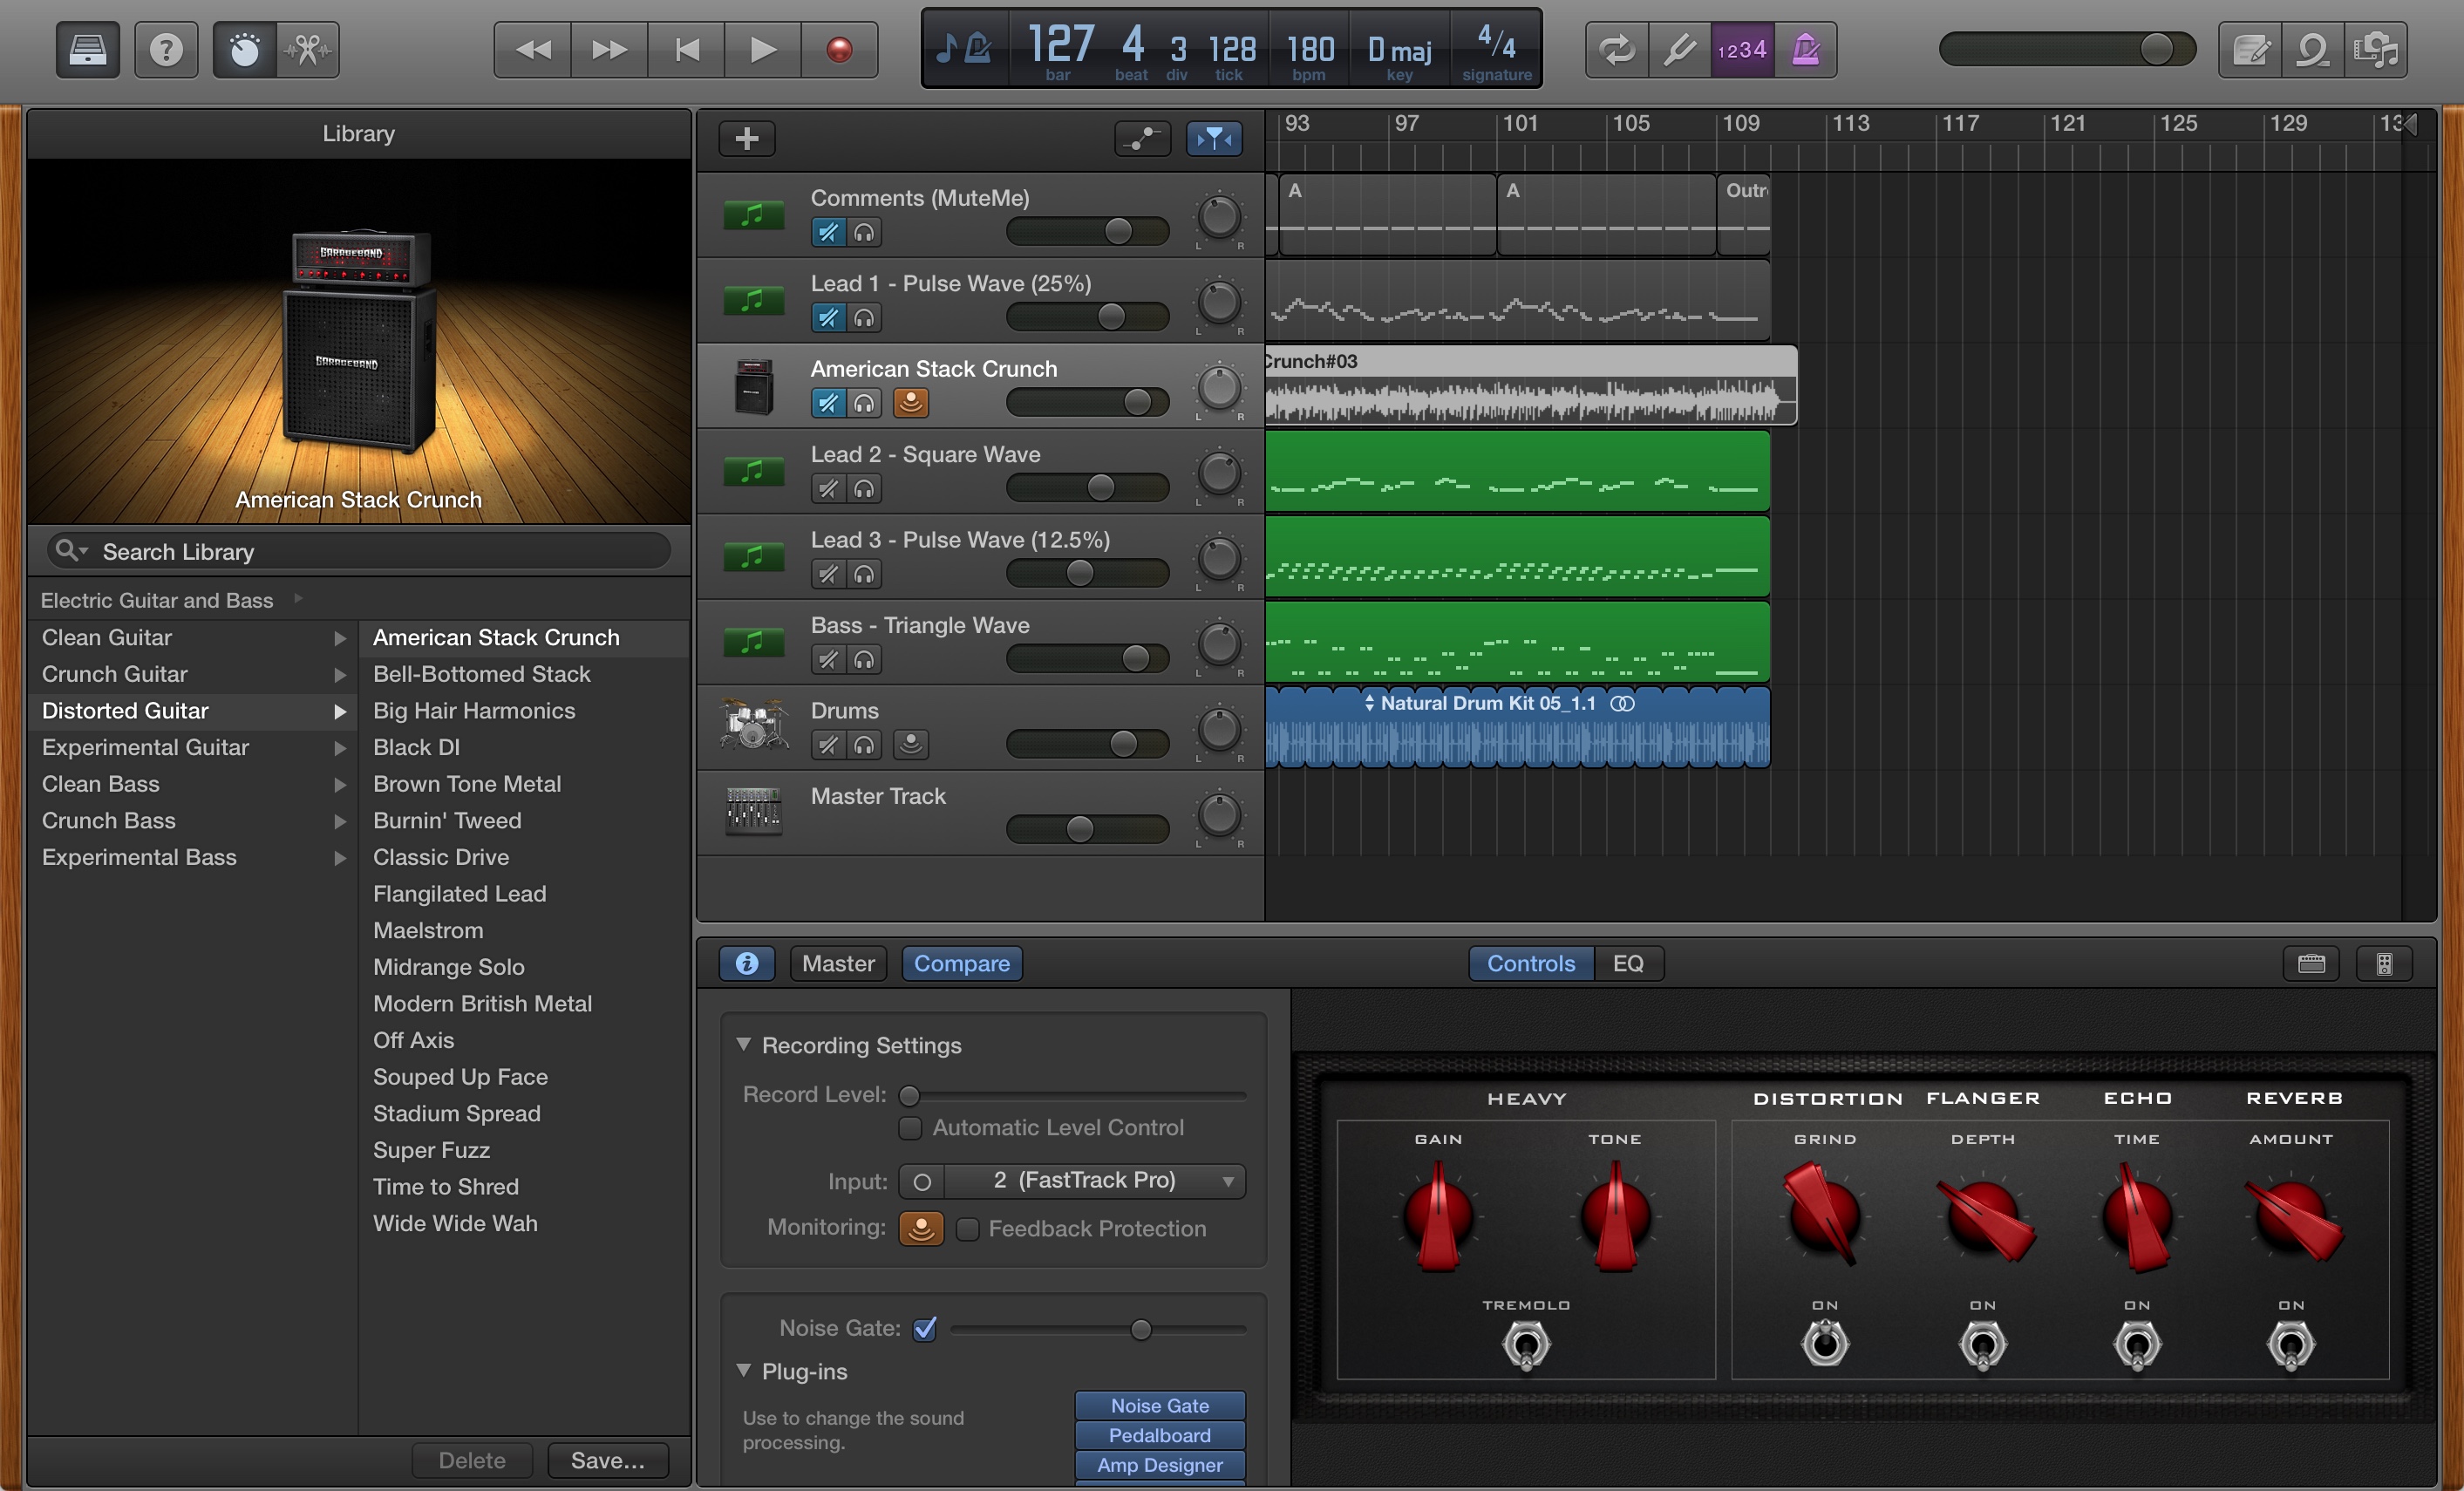 127 4 3 128 180 D maj 4/4
bar beat div tick bpm key signature
1234
Library
GARAGEBAND
GARAGEBAND
American Stack Crunch
Search Library
Electric Guitar and Bass
Clean Guitar
Crunch Guitar
Distorted Guitar
Experimental Guitar
Clean Bass
Crunch Bass
Experimental Bass
American Stack Crunch
Bell-Bottomed Stack
Big Hair Harmonics
Black DI
Brown Tone Metal
Burnin' Tweed
Classic Drive
Flangilated Lead
Maelstrom
Midrange Solo
Modern British Metal
Off Axis
Souped Up Face
Stadium Spread
Super Fuzz
Time to Shred
Wide Wide Wah
Delete Save...
93 97 101 105 109 113 117 121 125 129 13
Comments (MuteMe)
L R
A A Outr
Lead 1 - Pulse Wave (25%)
L R
American Stack Crunch
L R
Crunch#03
Lead 2 - Square Wave
L R
Lead 3 - Pulse Wave (12.5%)
L R
Bass - Triangle Wave
L R
Drums
L R
Natural Drum Kit 05_1.1
Master Track
L R
Master Compare Controls EQ
Recording Settings
Record Level:
Automatic Level Control
Input: 2 (FastTrack Pro)
Monitoring: Feedback Protection
Noise Gate:
Plug-ins
Use to change the sound
processing.
Noise Gate
Pedalboard
Amp Designer
HEAVY DISTORTION FLANGER ECHO REVERB
GAIN TONE GRIND DEPTH TIME AMOUNT
TREMOLO ON ON ON ON